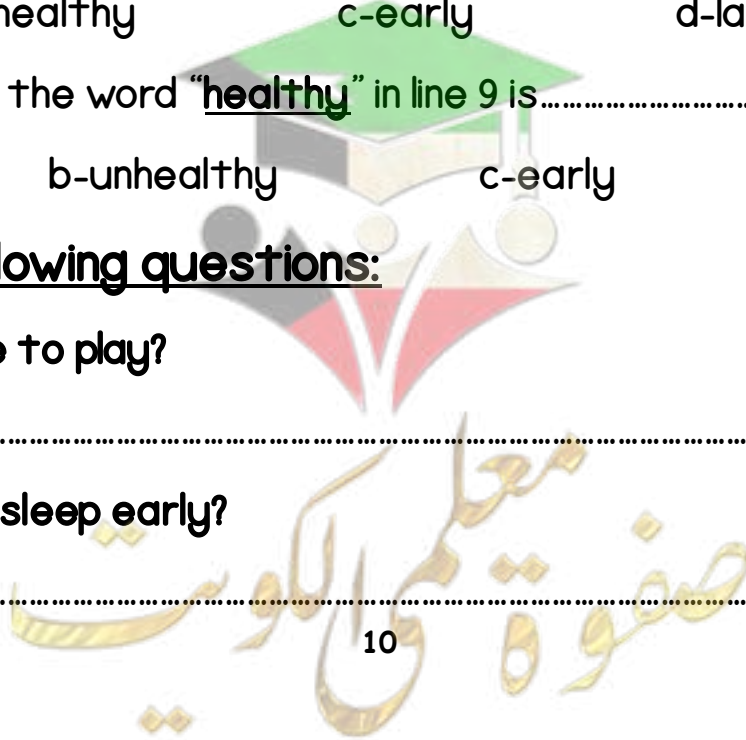 healthy c-early d-la
the word “healthy” in line 9 is……………………
b-unhealthy c-early
lowing questions:
e to play?
………………………………………………………………………………
sleep early?
………………………………………………………………………………
صفوة معلمي الكويت
10